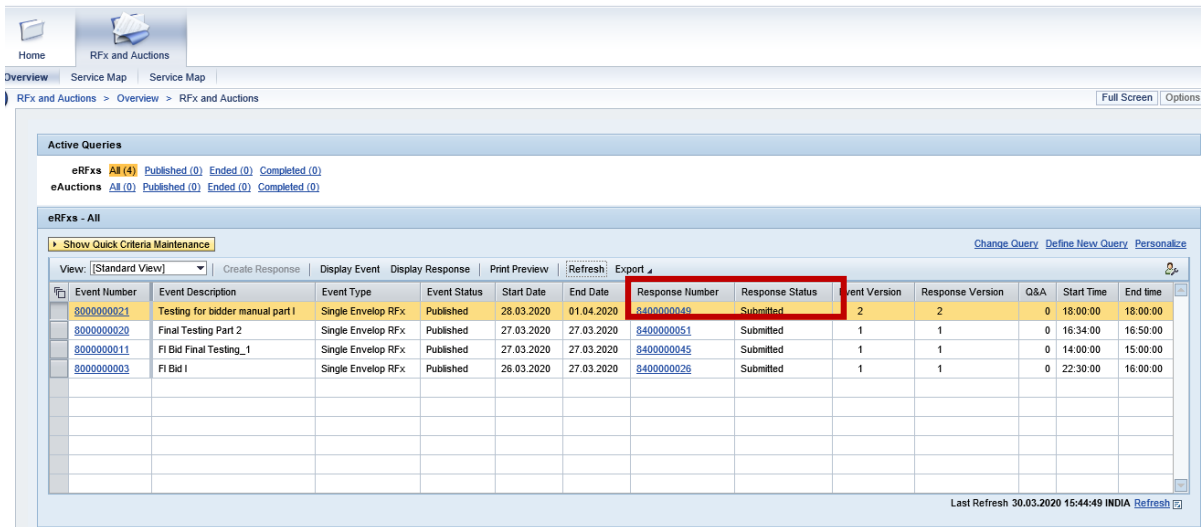 Home
RFx and Auctions
Overview Service Map Service Map
RFx and Auctions > Overview > RFx and Auctions Full Screen Options
Active Queries
eRFxs All (4) Published (0) Ended (0) Completed (0)
eAuctions All (0) Published (0) Ended (0) Completed (0)
eRFxs - All
Show Quick Criteria Maintenance Change Query Define New Query Personalize
View: [Standard View] Create Response Display Event Display Response Print Preview Refresh Export
Event Number Event Description Event Type Event Status Start Date End Date Response Number Response Status Event Version Response Version Q&A Start Time End time
8000000021 Testing for bidder manual part I Single Envelop RFx Published 28.03.2020 01.04.2020 8400000049 Submitted 2 2 0 18:00:00 18:00:00
8000000020 Final Testing Part 2 Single Envelop RFx Published 27.03.2020 27.03.2020 8400000051 Submitted 1 1 0 16:34:00 16:50:00
8000000011 FI Bid Final Testing_1 Single Envelop RFx Published 27.03.2020 27.03.2020 8400000045 Submitted 1 1 0 14:00:00 15:00:00
8000000003 FI Bid I Single Envelop RFx Published 26.03.2020 27.03.2020 8400000026 Submitted 1 1 0 22:30:00 16:00:00
Last Refresh 30.03.2020 15:44:49 INDIA Refresh